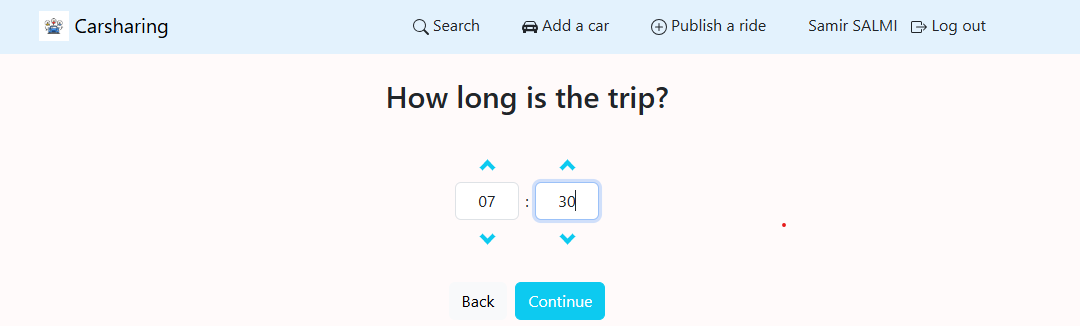 Carsharing Search Add a car Publish a ride Samir SALMI Log out
How long is the trip?
07 : 30
Back Continue